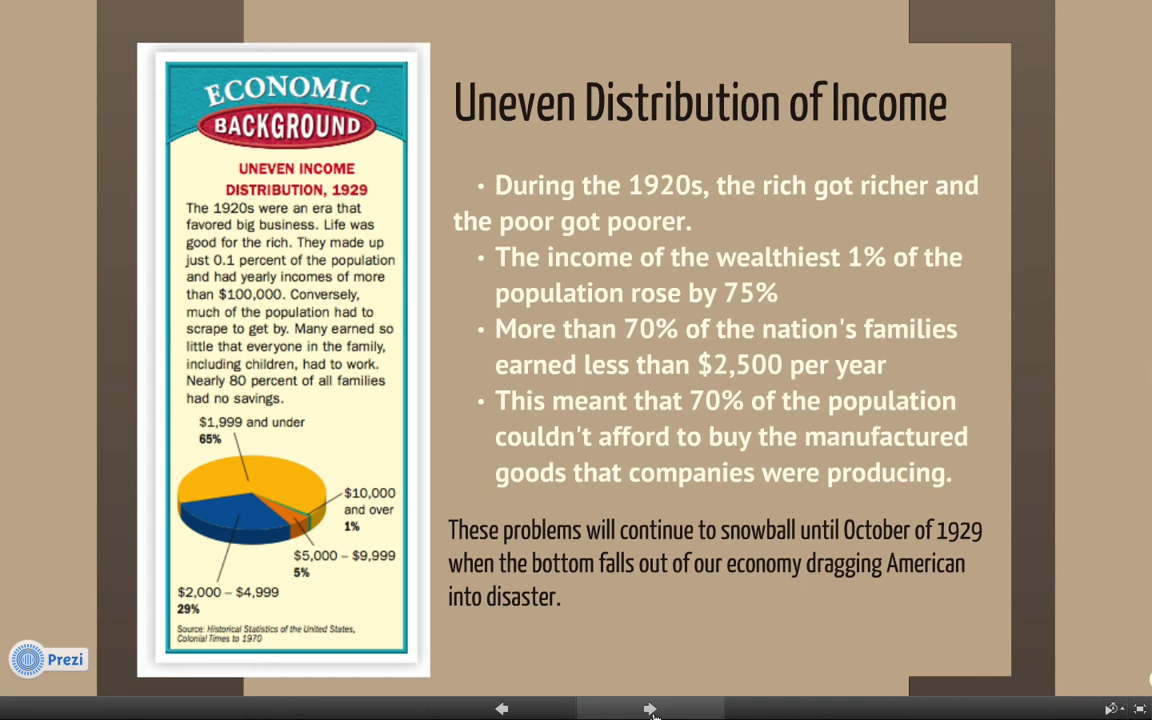 ECONOMIC
BACKGROUND
UNEVEN INCOME
DISTRIBUTION, 1929
The 1920s were an era that
favored big business. Life was
good for the rich. They made up
just 0.1 percent of the population
and had yearly incomes of more
than $100,000. Conversely,
much of the population had to
scrape to get by. Many earned so
little that everyone in the family,
including children, had to work.
Nearly 80 percent of all families
had no savings.
$1,999 and under
65%
$10,000
and over
1%
$5,000 – $9,999
5%
$2,000 – $4,999
29%
Source: Historical Statistics of the United States,
Colonial Times to 1970
Uneven Distribution of Income
• During the 1920s, the rich got richer and
the poor got poorer.
• The income of the wealthiest 1% of the
population rose by 75%
• More than 70% of the nation's families
earned less than $2,500 per year
• This meant that 70% of the population
couldn't afford to buy the manufactured
goods that companies were producing.
These problems will continue to snowball until October of 1929
when the bottom falls out of our economy dragging American
into disaster.
Prezi